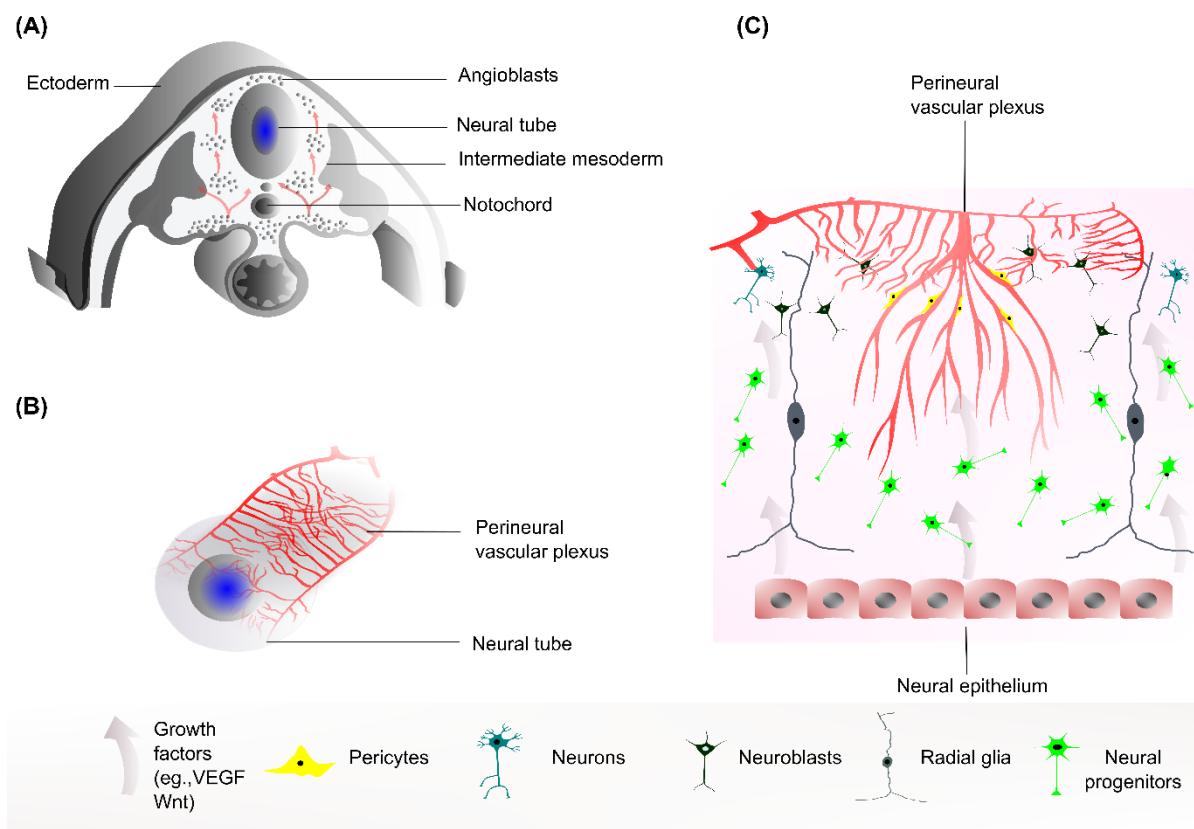 (A)
Ectoderm
Angioblasts
Neural tube
Intermediate mesoderm
Notochord
(B)
Perineural
vascular plexus
Neural tube
(C)
Perineural
vascular plexus
Neural epithelium
Growth
factors
(eg.,VEGF
Wnt)
Pericytes
Neurons
Neuroblasts
Radial glia
Neural
progenitors